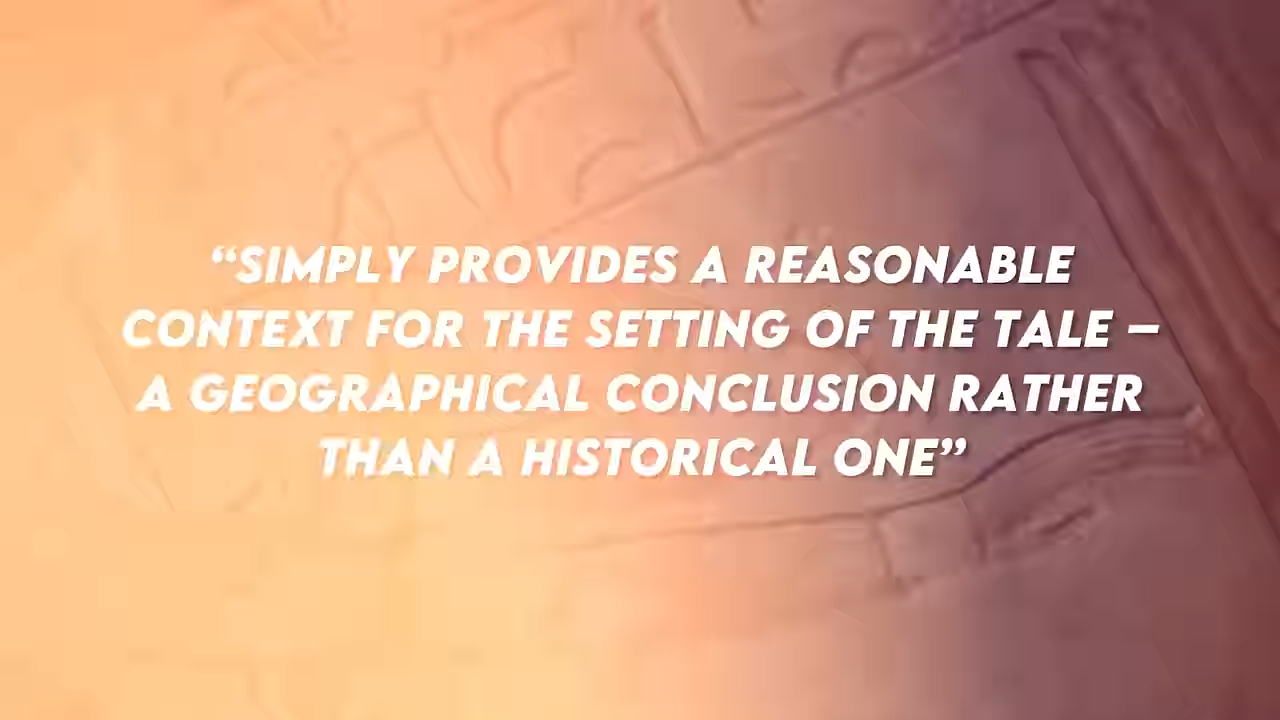 “SIMPLY PROVIDES A REASONABLE
CONTEXT FOR THE SETTING OF THE TALE –
A GEOGRAPHICAL CONCLUSION RATHER
THAN A HISTORICAL ONE”